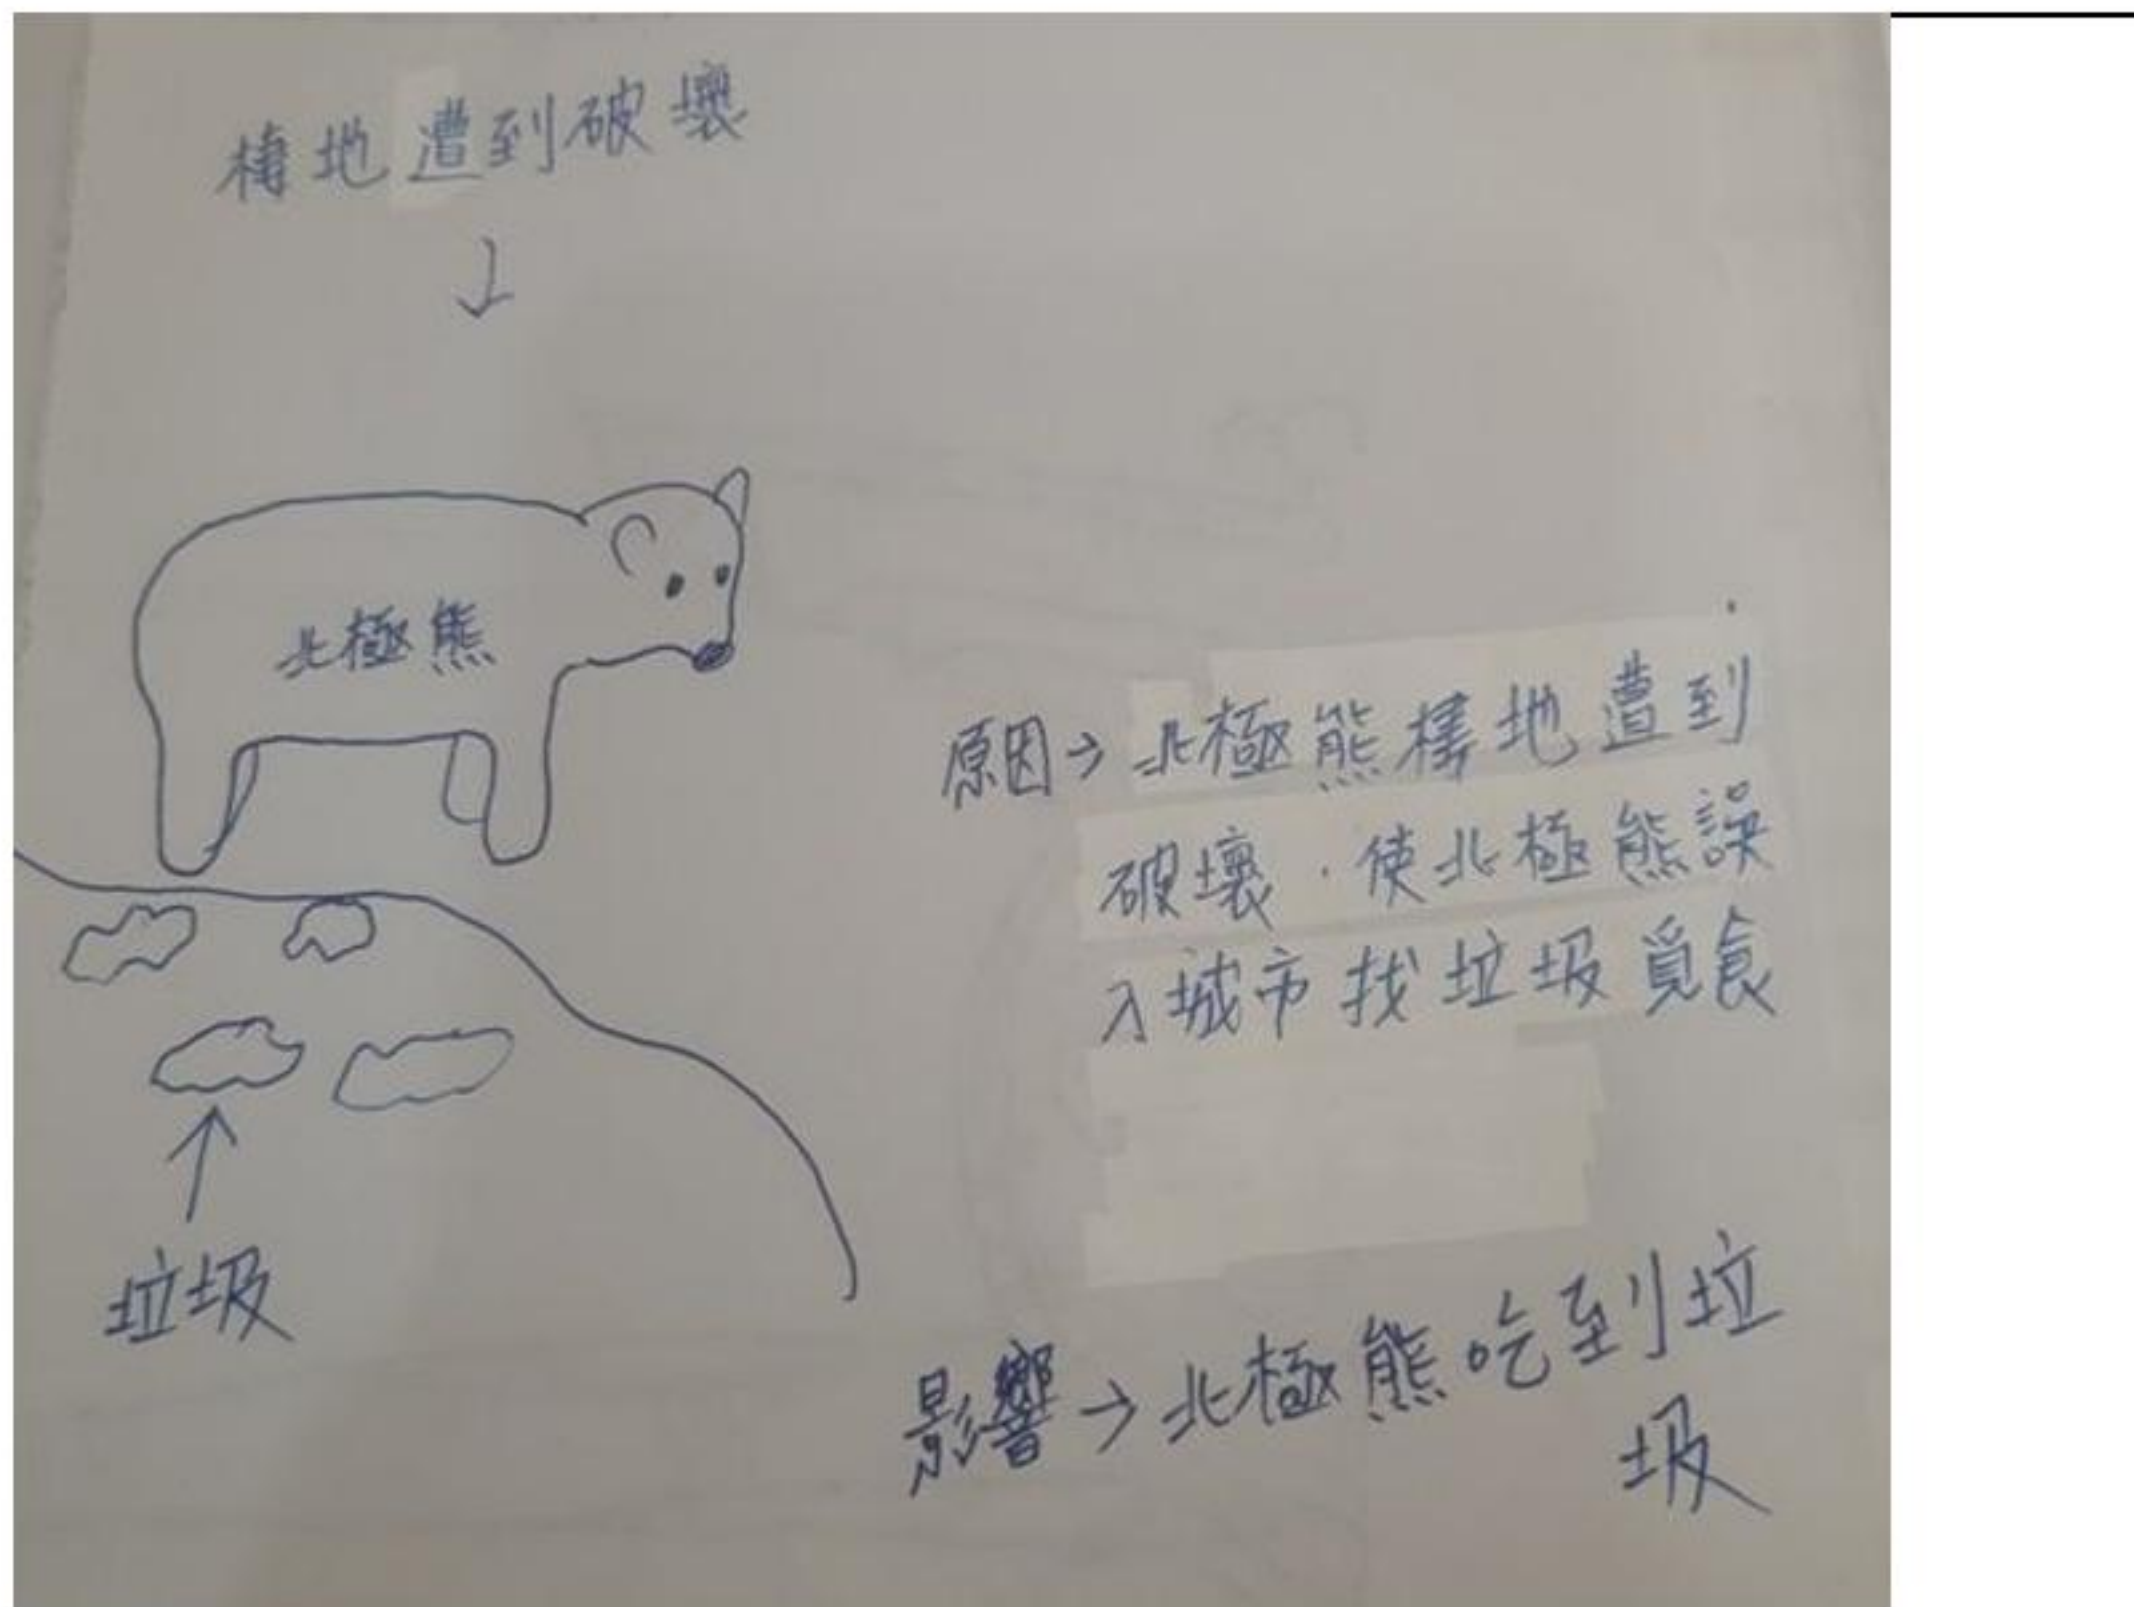 棲地遭到破壞
↓
北極熊
原因→北極熊棲地遭到
破壞，使北極熊誤
入城市找垃圾覓食
垃圾
影響→北極熊吃到垃
圾